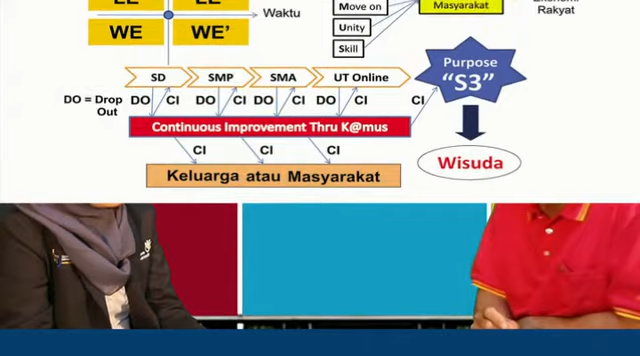 Move on
Masyarakat
Rakyat
Waktu
WE
WE'
Unity
Skill
SD
SMP
SMA
UT Online
Purpose
"S3"
DO = Drop
Out
DO CI DO CI DO CI DO CI CI
Continuous Improvement Thru K@mus
CI CI CI
Wisuda
Keluarga atau Masyarakat